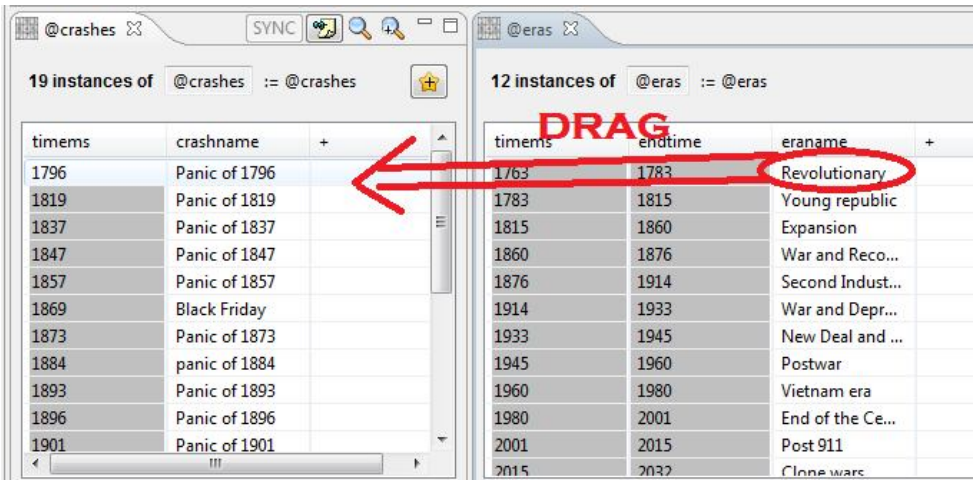 @crashes SYNC
19 instances of @crashes := @crashes
timems crashname +
1796 Panic of 1796
1819 Panic of 1819
1837 Panic of 1837
1847 Panic of 1847
1857 Panic of 1857
1869 Black Friday
1873 Panic of 1873
1884 panic of 1884
1893 Panic of 1893
1896 Panic of 1896
1901 Panic of 1901
@eras
12 instances of @eras := @eras
DRAG
timems endtime eraname +
1763 1783 Revolutionary
1783 1815 Young republic
1815 1860 Expansion
1860 1876 War and Reco...
1876 1914 Second Indust...
1914 1933 War and Depr...
1933 1945 New Deal and ...
1945 1960 Postwar
1960 1980 Vietnam era
1980 2001 End of the Ce...
2001 2015 Post 911
2015 2032 Clone wars